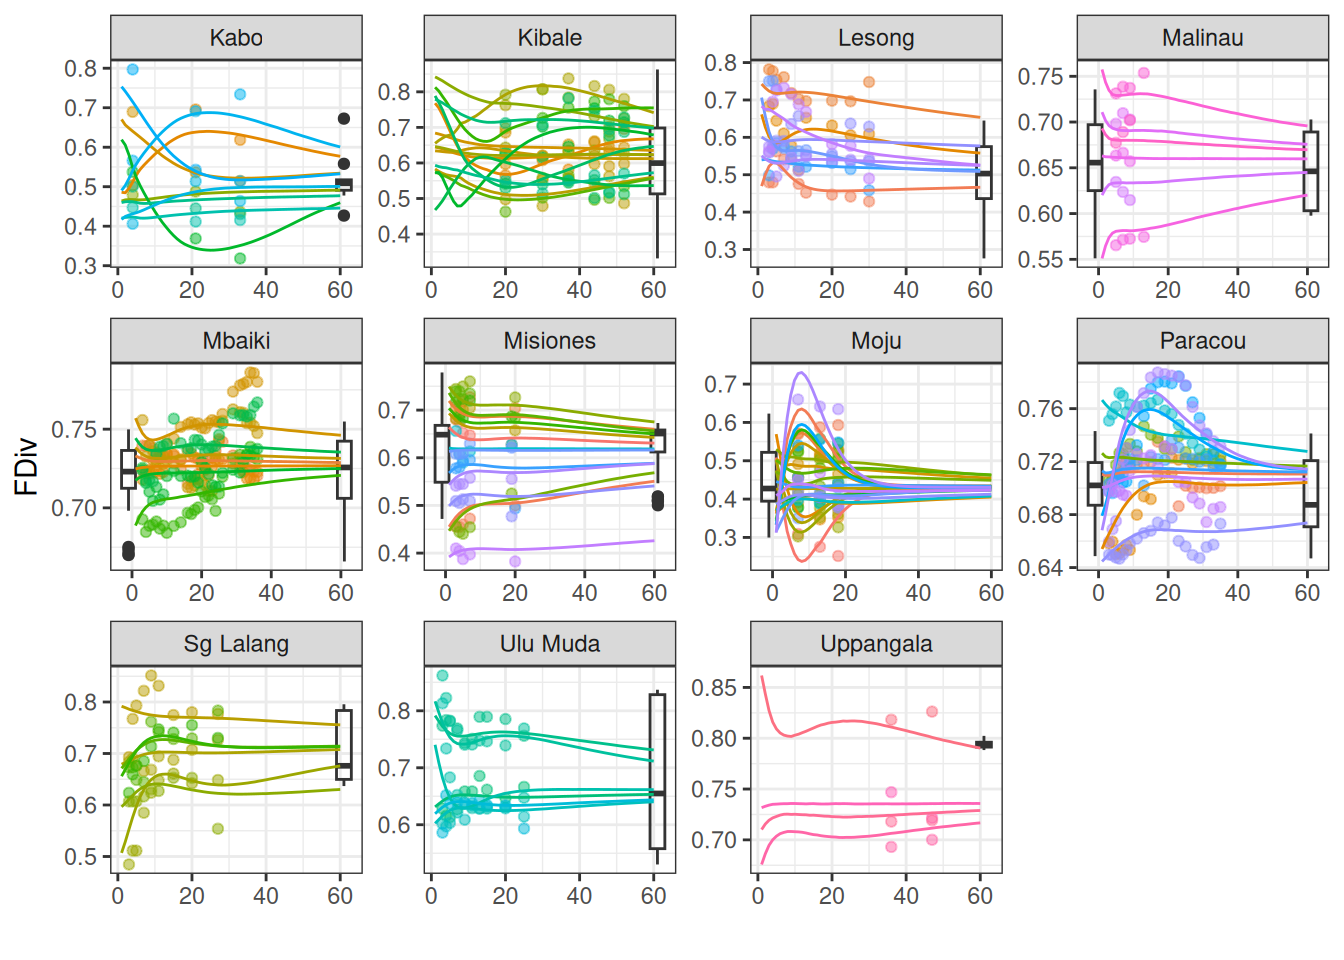 Kabo Kibale Lesong Malinau
0.8 0.7 0.6 0.5 0.4 0.3
0.8 0.7 0.6 0.5 0.4
0.8 0.7 0.6 0.5 0.4 0.3
0.75 0.70 0.65 0.60 0.55
0 20 40 60 0 20 40 60 0 20 40 60 0 20 40 60
FDiv
Mbaiki Misiones Moju Paracou
0.75 0.70
0.7 0.6 0.5 0.4
0.7 0.6 0.5 0.4 0.3
0.76 0.72 0.68 0.64
0 20 40 60 0 20 40 60 0 20 40 60 0 20 40 60
Sg Lalang Ulu Muda Uppangala
0.8 0.7 0.6 0.5
0.8 0.7 0.6
0.85 0.80 0.75 0.70
0 20 40 60 0 20 40 60 0 20 40 60